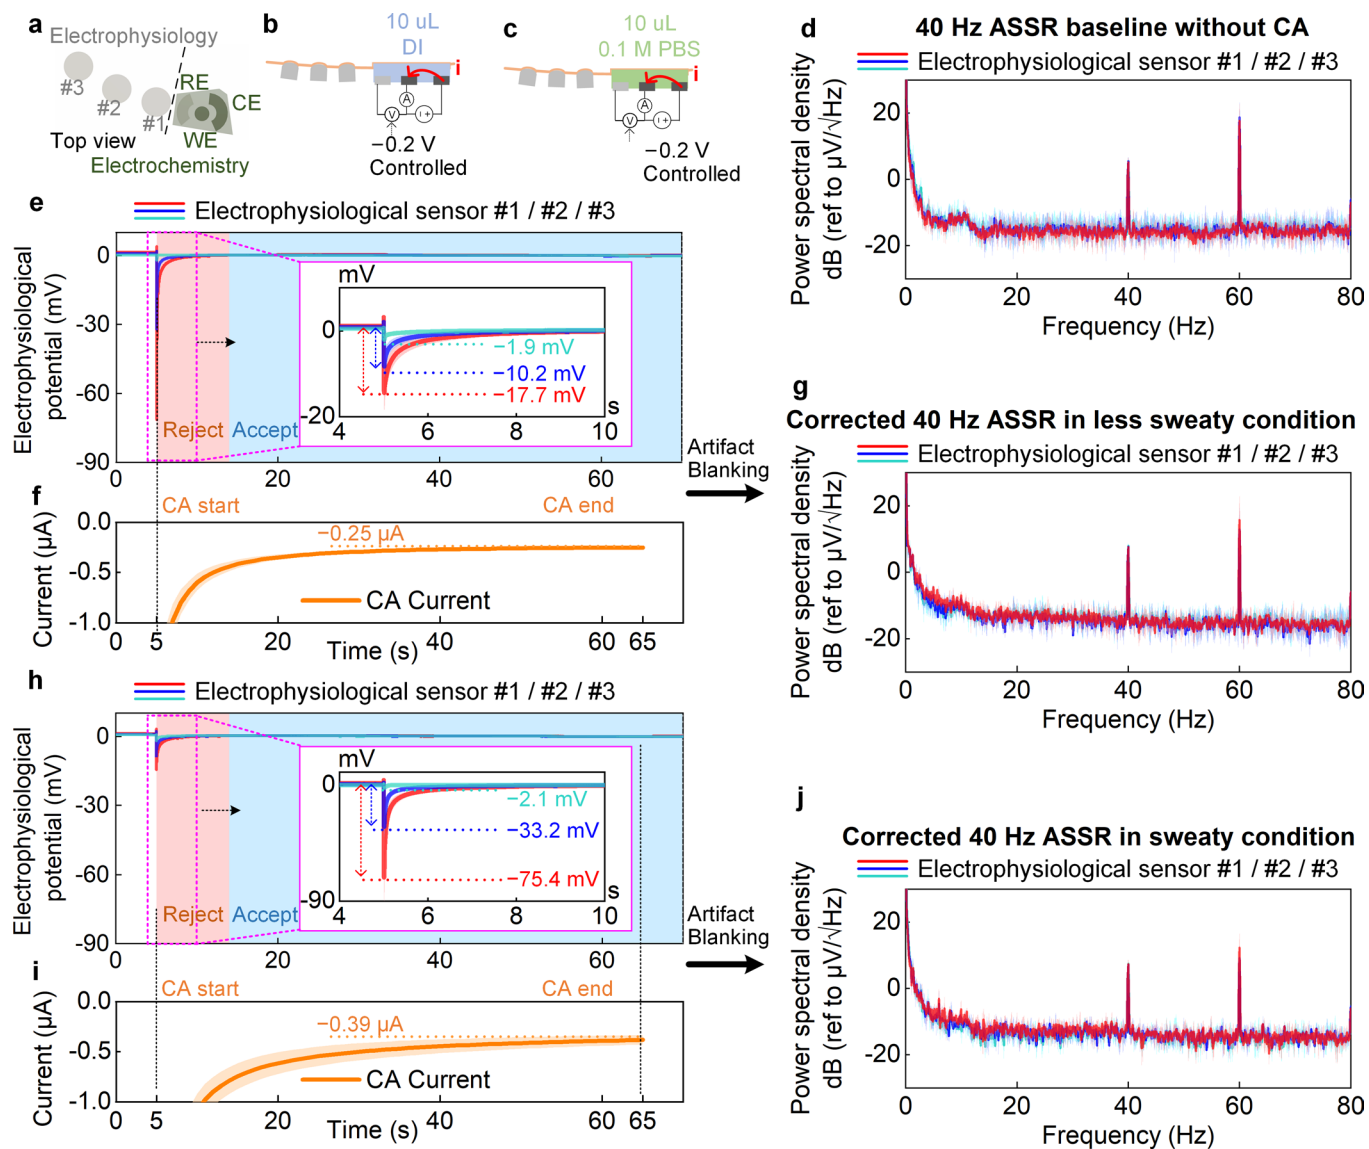 a
Electrophysiology
#3
#2
#1
RE
CE
WE
Top view
Electrochemistry
b
10 uL
DI
i
A
V
I +
−0.2 V
Controlled
c
10 uL
0.1 M PBS
i
A
V
I +
−0.2 V
Controlled
d
40 Hz ASSR baseline without CA
Electrophysiological sensor #1 / #2 / #3
Power spectral density
dB (ref to µV/√Hz)
20
0
-20
0 20 40 60 80
Frequency (Hz)
e
Electrophysiological sensor #1 / #2 / #3
Electrophysiological
potential (mV)
0
-30
-60
-90
0 20 40 60
Reject
Accept
mV
0
-20
4 6 8 10
s
−1.9 mV
−10.2 mV
−17.7 mV
Artifact
Blanking
f
CA start
CA end
Current (µA)
0.0
-0.5
-1.0
−0.25 µA
CA Current
0 5 20 40 60 65
Time (s)
g
Corrected 40 Hz ASSR in less sweaty condition
Electrophysiological sensor #1 / #2 / #3
Power spectral density
dB (ref to µV/√Hz)
20
0
-20
0 20 40 60 80
Frequency (Hz)
h
Electrophysiological sensor #1 / #2 / #3
Electrophysiological
potential (mV)
0
-30
-60
-90
0 20 40 60
Reject
Accept
mV
0
-90
4 6 8 10
s
−2.1 mV
−33.2 mV
−75.4 mV
Artifact
Blanking
i
CA start
CA end
Current (µA)
0.0
-0.5
-1.0
−0.39 µA
CA Current
0 5 20 40 60 65
Time (s)
j
Corrected 40 Hz ASSR in sweaty condition
Electrophysiological sensor #1 / #2 / #3
Power spectral density
dB (ref to µV/√Hz)
20
0
-20
0 20 40 60 80
Frequency (Hz)